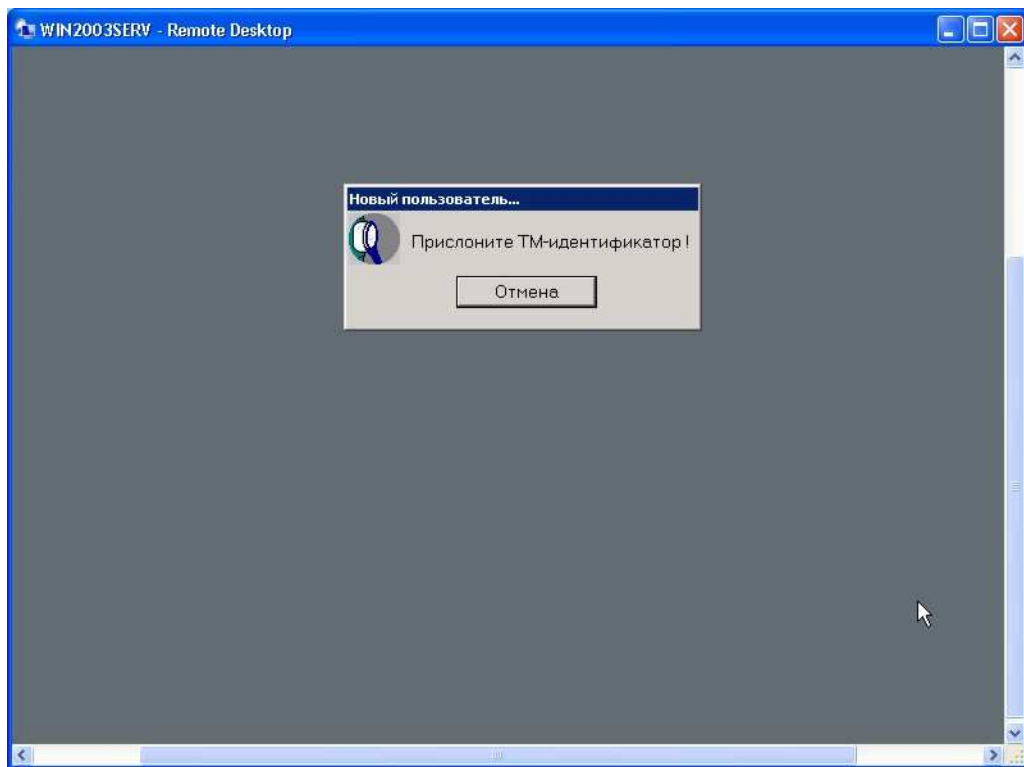 WIN2003SERV - Remote Desktop
Новый пользователь...
Прислоните ТМ-идентификатор !
Отмена